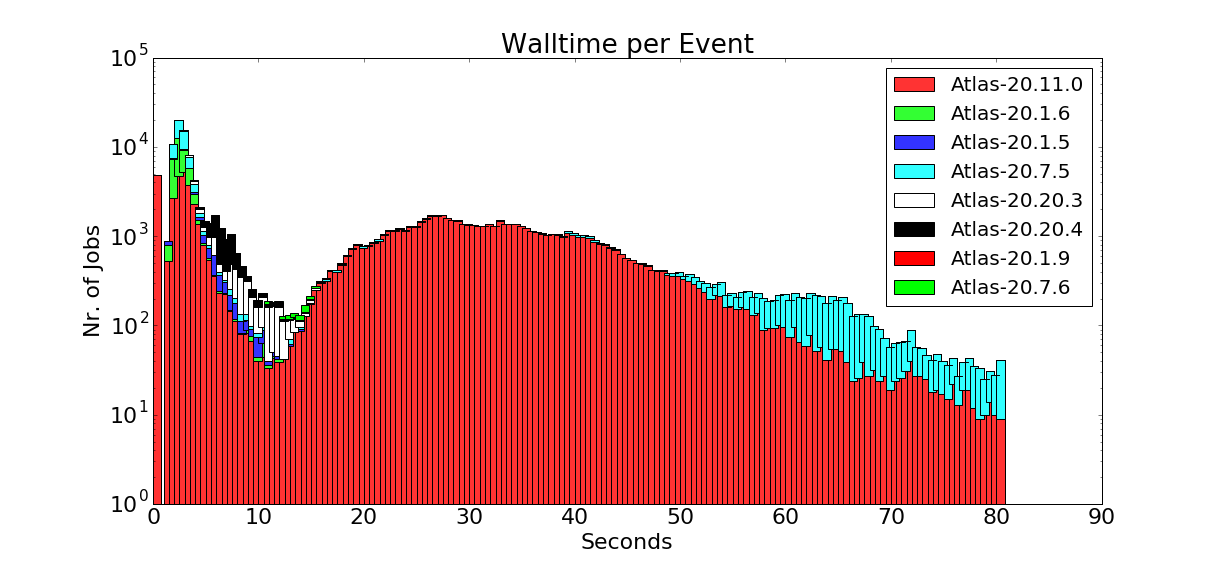 Walltime per Event
10^5
10^4
10^3
10^2
10^1
10^0
Nr. of Jobs
0 10 20 30 40 50 60 70 80 90
Seconds
Atlas-20.11.0
Atlas-20.1.6
Atlas-20.1.5
Atlas-20.7.5
Atlas-20.20.3
Atlas-20.20.4
Atlas-20.1.9
Atlas-20.7.6